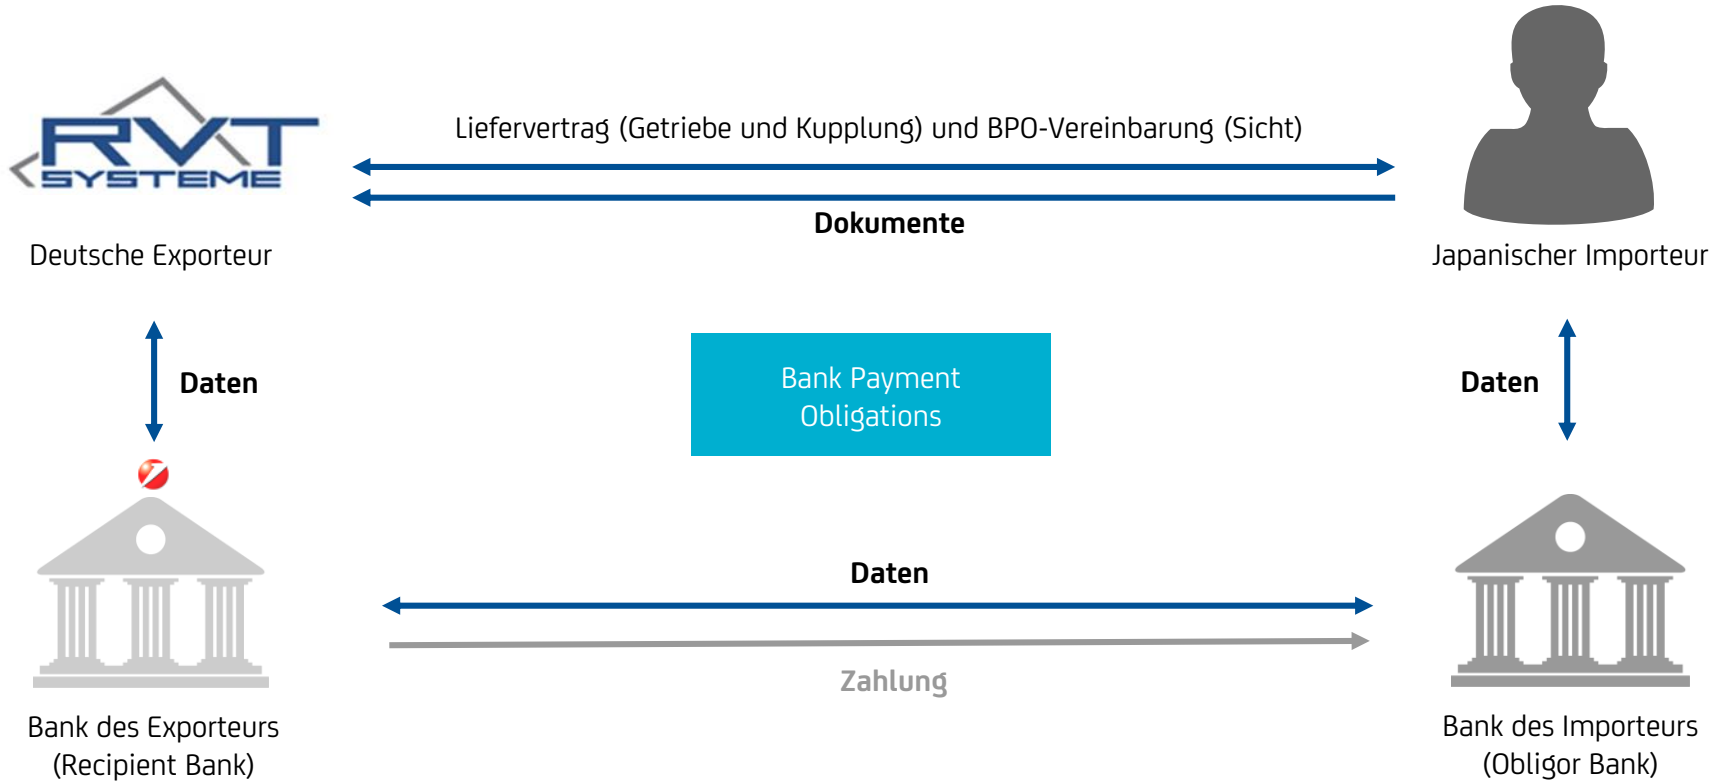 RVT
SYSTEME
Liefervertrag (Getriebe und Kupplung) und BPO-Vereinbarung (Sicht)
Dokumente
Deutsche Exporteur
Japanischer Importeur
Daten
Bank Payment
Obligations
Daten
Daten
Zahlung
Bank des Exporteurs
(Recipient Bank)
Bank des Importeurs
(Obligor Bank)